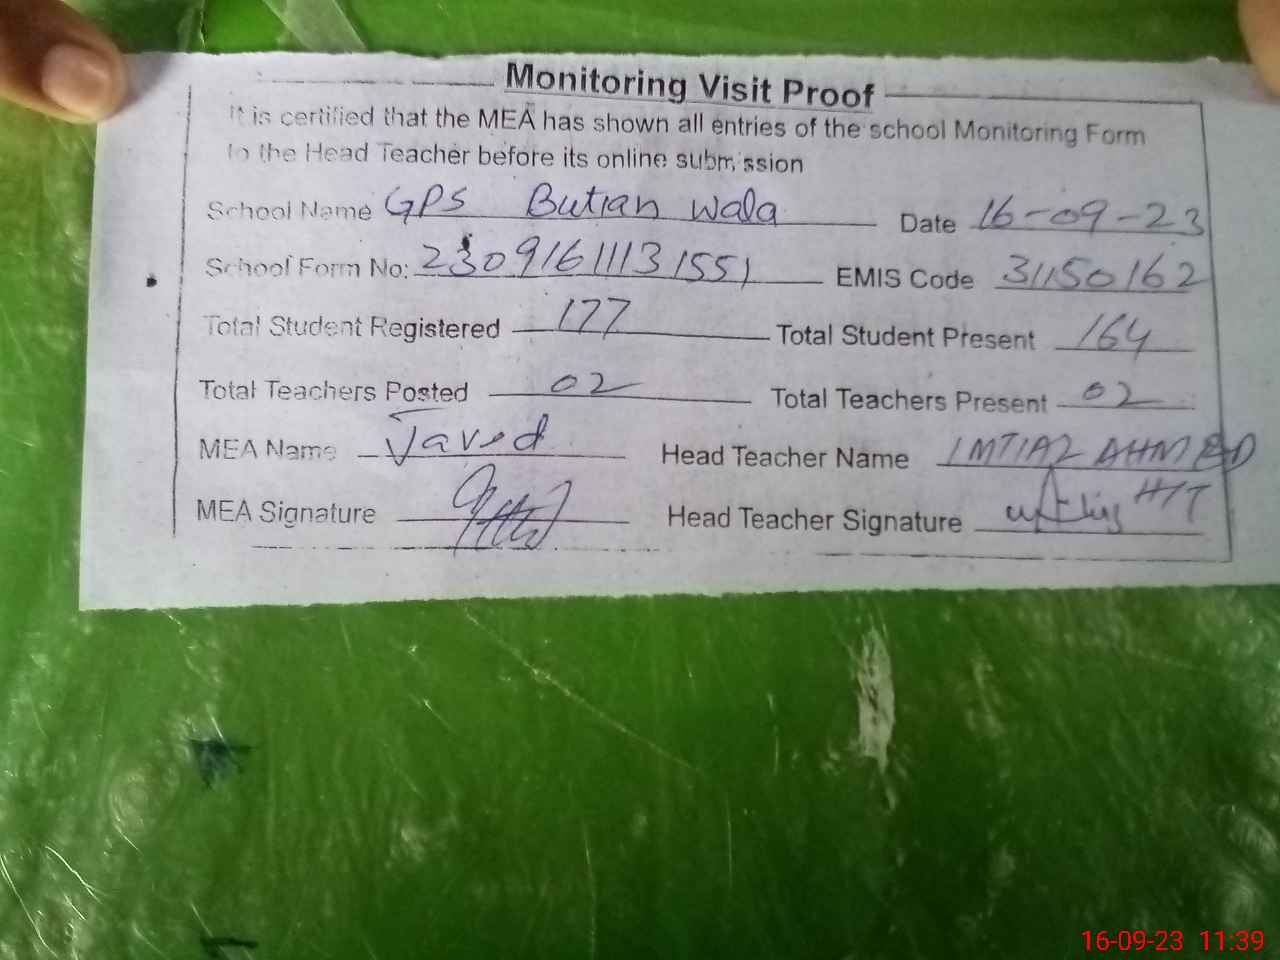 Monitoring Visit Proof
It is certified that the MEA has shown all entries of the school Monitoring Form
to the Head Teacher before its online submission
School Name GPS Butian Wala Date 16-09-23
School Form No: 23091611131551 EMIS Code 31150162
Total Student Registered 177 Total Student Present 164
Total Teachers Posted 02 Total Teachers Present 02
MEA Name Javed Head Teacher Name IMTIAZ AHMED
MEA Signature Head Teacher Signature H/T
16-09-23 11:39